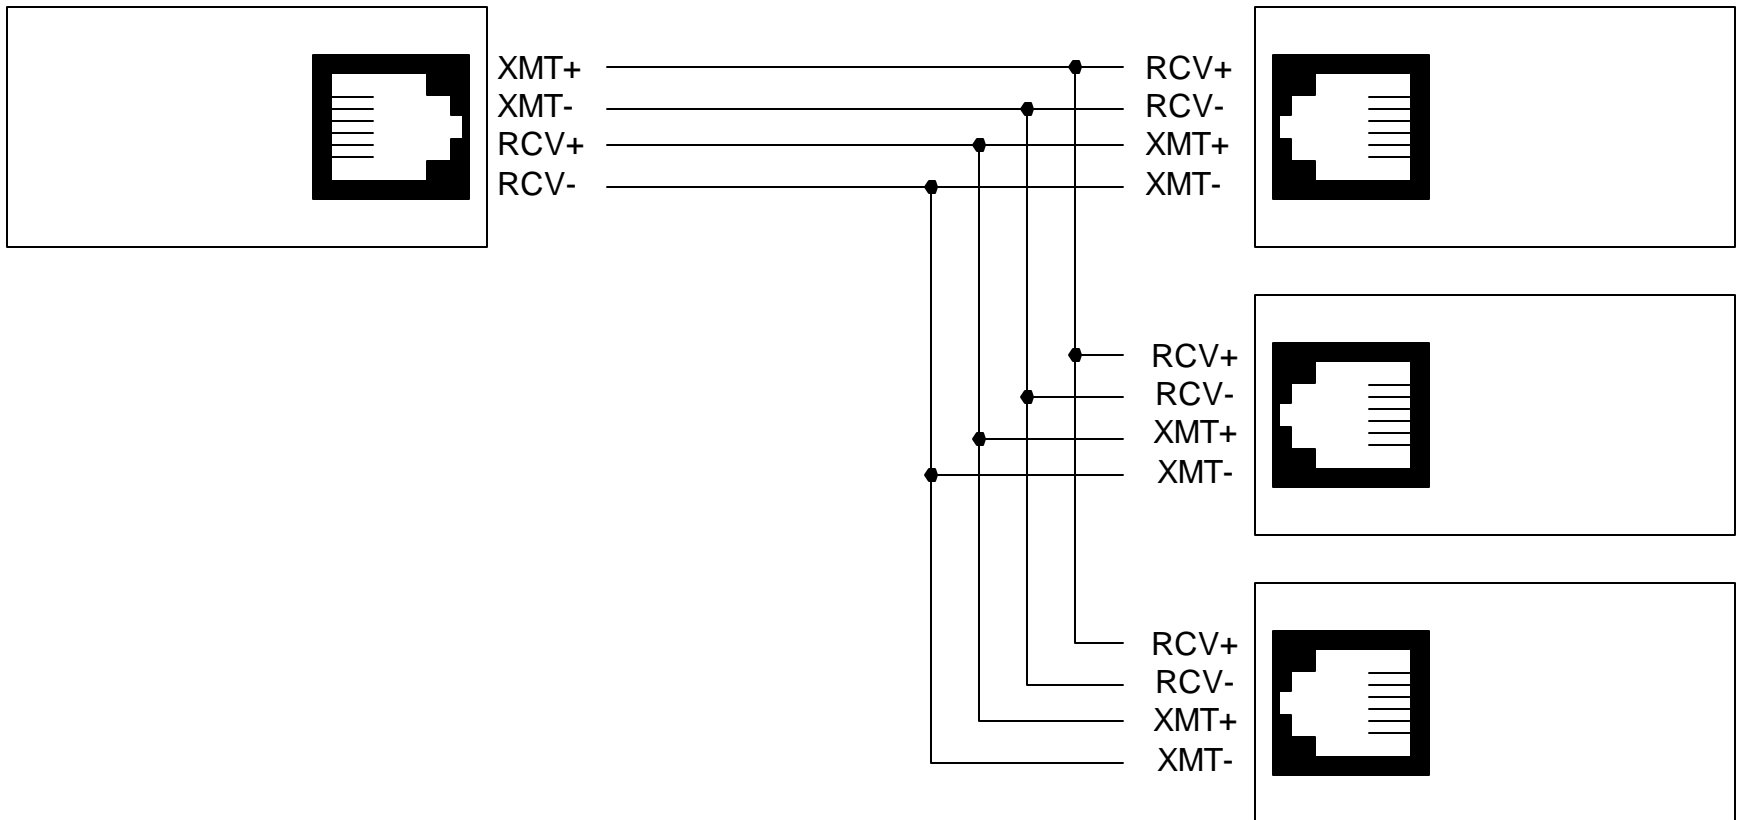 XMT+
XMT-
RCV+
RCV-
RCV+
RCV-
XMT+
XMT-
RCV+
RCV-
XMT+
XMT-
RCV+
RCV-
XMT+
XMT-